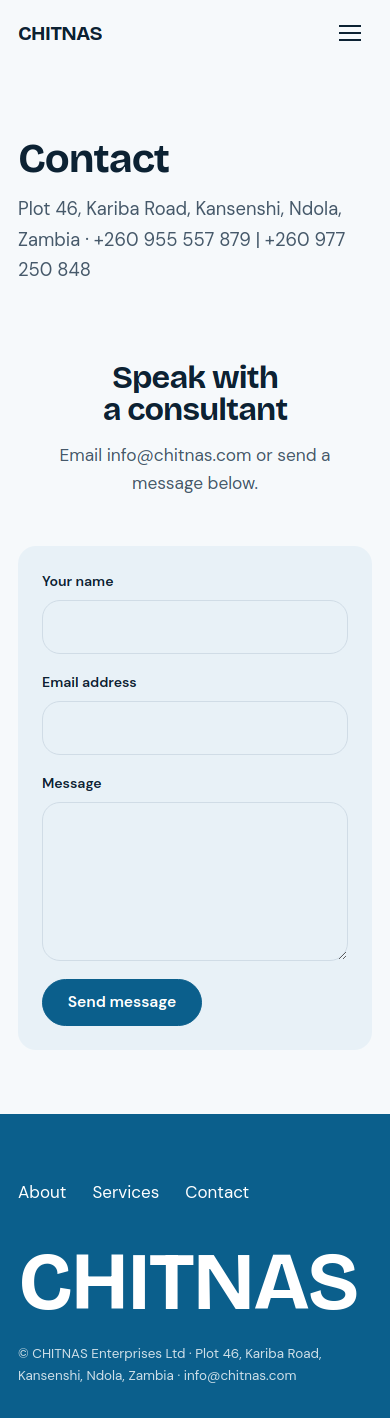 CHITNAS
Contact
Plot 46, Kariba Road, Kansenshi, Ndola,
Zambia · +260 955 557 879 | +260 977
250 848
Speak with
a consultant
Email info@chitnas.com or send a
message below.
Your name
Email address
Message
Send message
About Services Contact
CHITNAS
© CHITNAS Enterprises Ltd · Plot 46, Kariba Road,
Kansenshi, Ndola, Zambia · info@chitnas.com